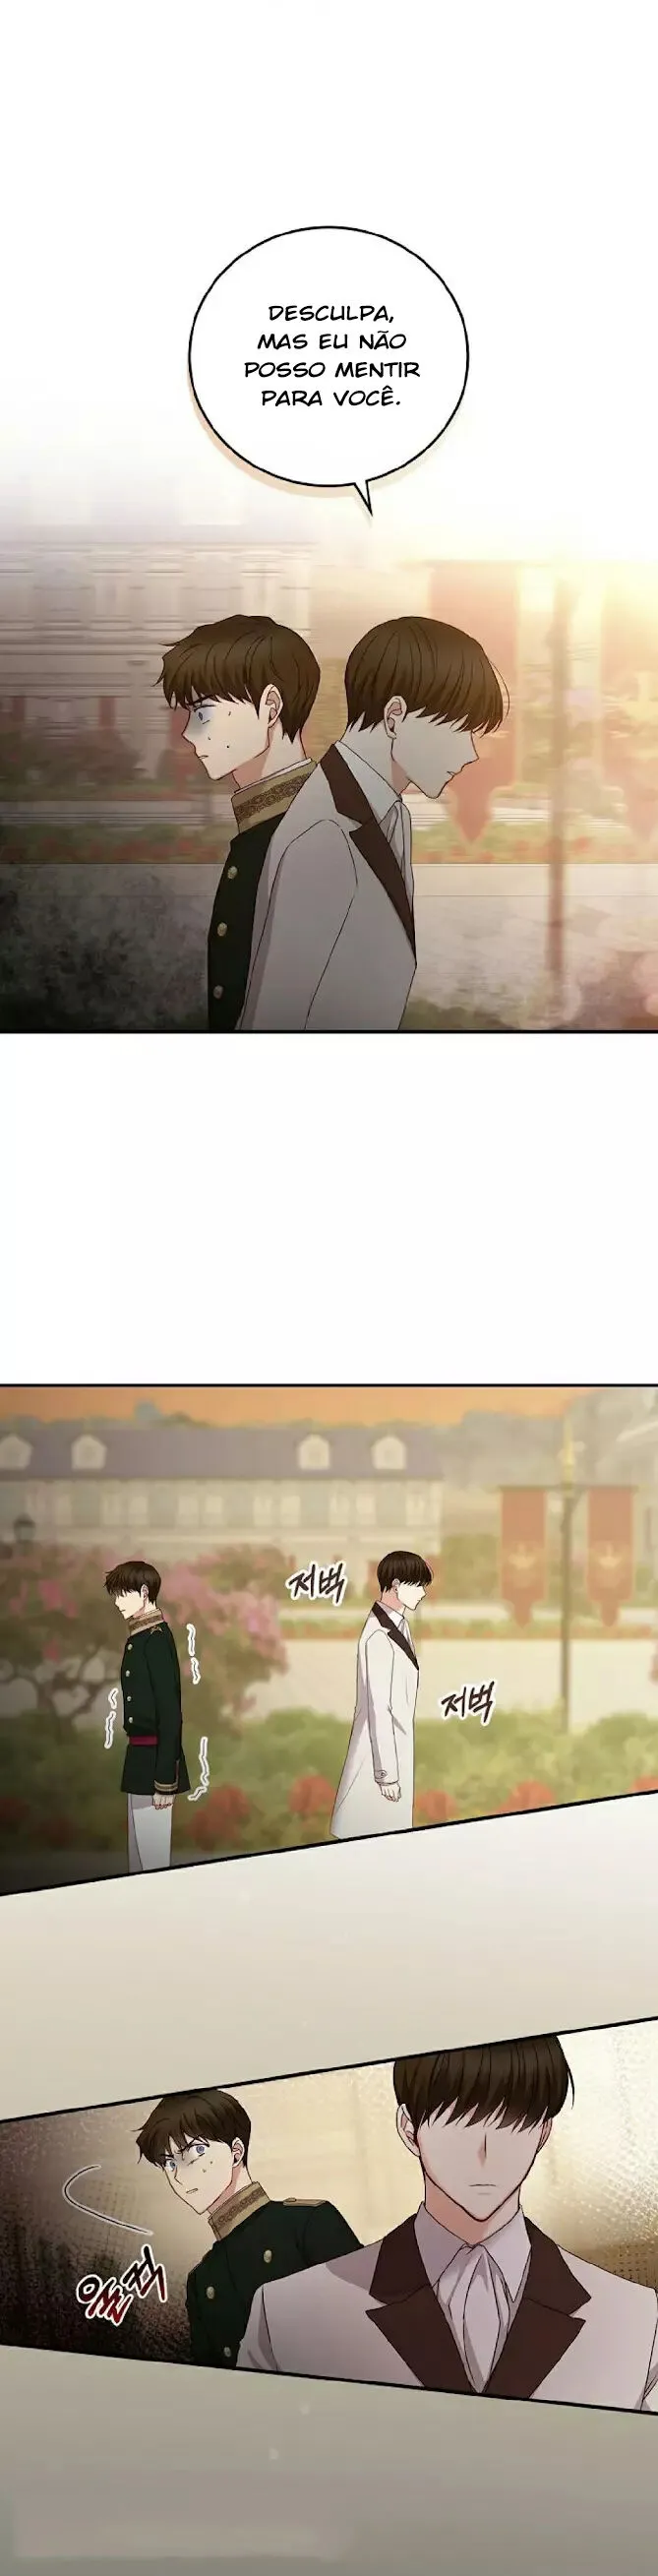 DESCULPA,
MAS EU NÃO
POSSO MENTIR
PARA VOCÊ.
저벅
저벅
움찔